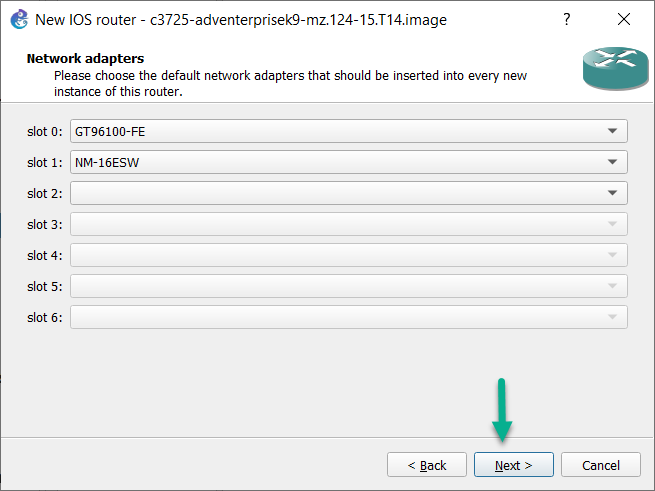 New IOS router - c3725-adventerprisek9-mz.124-15.T14.image
?
Network adapters
Please choose the default network adapters that should be inserted into every new
instance of this router.
slot 0: GT96100-FE
slot 1: NM-16ESW
slot 2:
slot 3:
slot 4:
slot 5:
slot 6:
< Back Next > Cancel